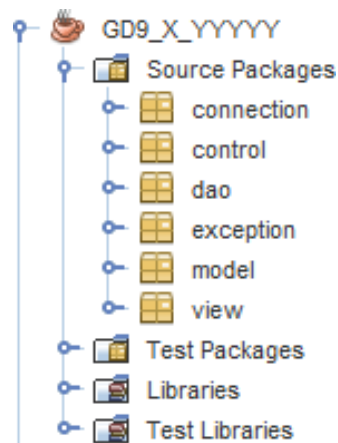 GD9_X_YYYYY
Source Packages
connection
control
dao
exception
model
view
Test Packages
Libraries
Test Libraries